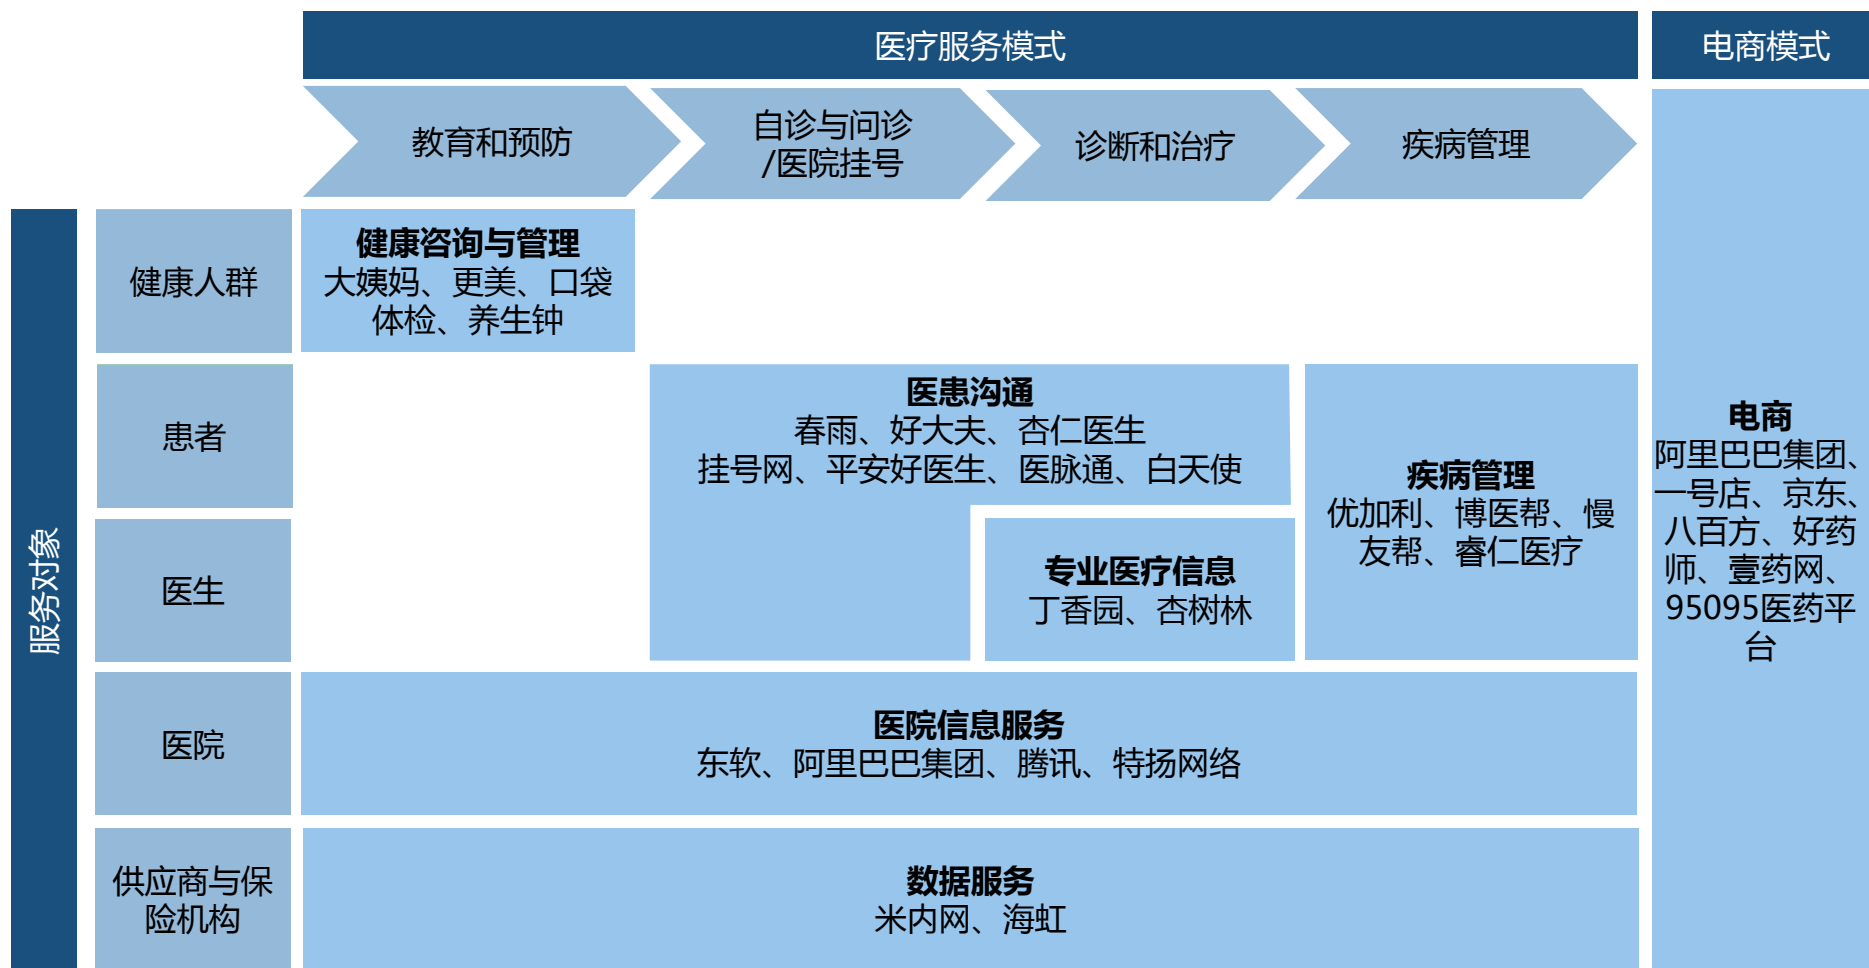 医疗服务模式
电商模式
教育和预防
自诊与问诊
/医院挂号
诊断和治疗
疾病管理
服务对象
健康人群
健康咨询与管理
大姨妈、更美、口袋
体检、养生钟
患者
医患沟通
春雨、好大夫、杏仁医生
挂号网、平安好医生、医脉通、白天使
医生
专业医疗信息
丁香园、杏树林
疾病管理
优加利、博医帮、慢
友帮、睿仁医疗
医院
医院信息服务
东软、阿里巴巴集团、腾讯、特扬网络
供应商与保
险机构
数据服务
米内网、海虹
电商
阿里巴巴集团、
一号店、京东、
八百方、好药
师、壹药网、
95095医药平
台